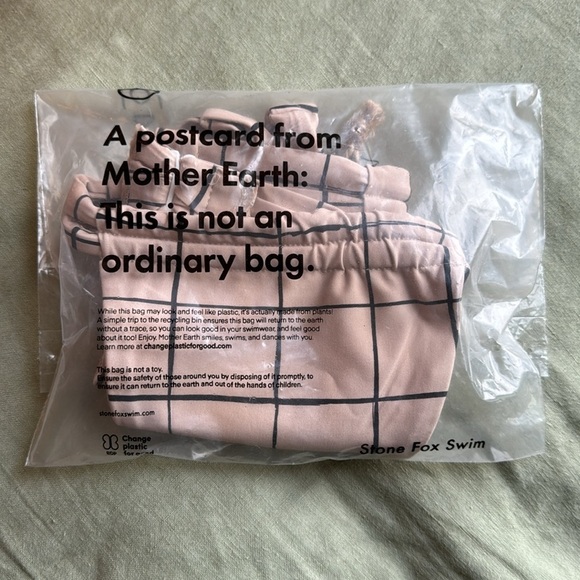 A postcard from
Mother Earth:
This is not an
ordinary bag.
While this bag may look and feel like plastic, it's actually made from plants!
A simple trip to the recycling bin ensures this bag will return to the earth
without a trace, so you can look good in your swimwear, and feel good
about it too! Enjoy. Mother Earth smiles, swims, and dances with you.
Learn more at changeplasticforgood.com
This bag is not a toy.
Ensure the safety of those around you by disposing of it promptly, to
ensure it can return to the earth and out of the hands of children.
stonefoxswim.com
Change
plastic
for good
Stone Fox Swim